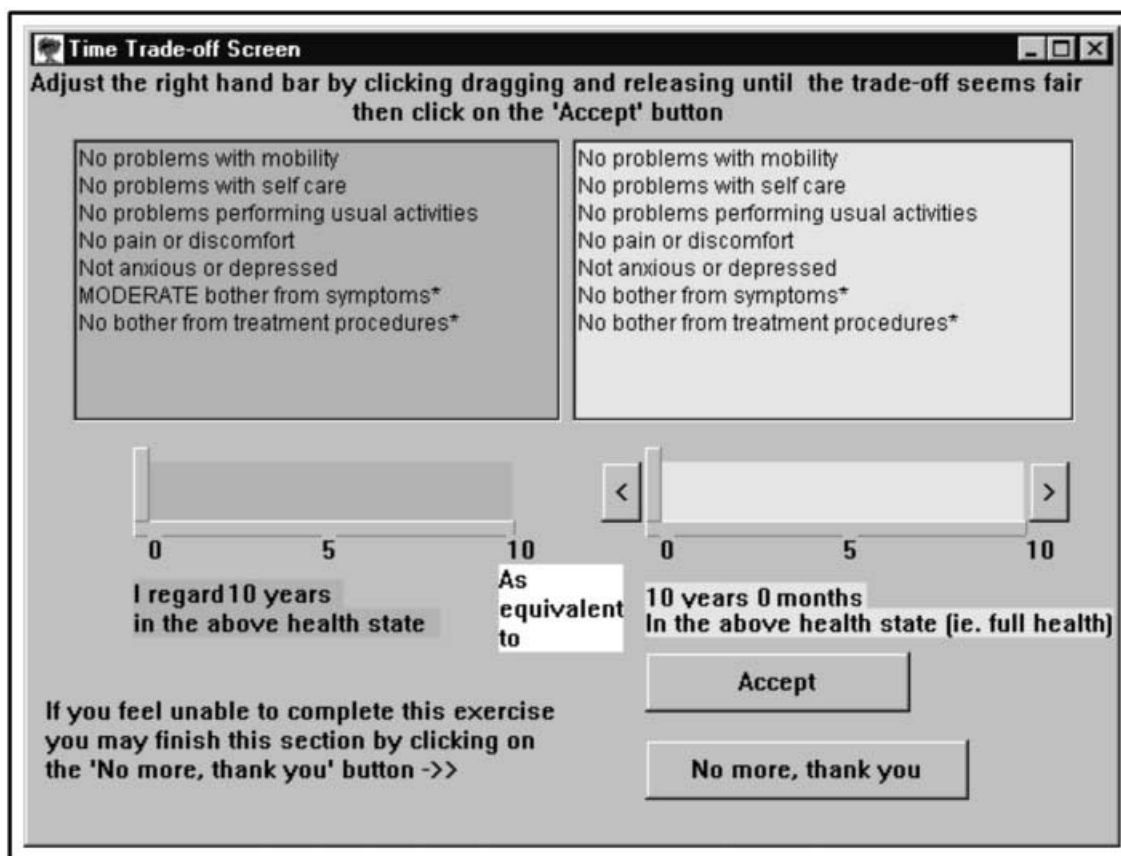 Time Trade-off Screen
Adjust the right hand bar by clicking dragging and releasing until the trade-off seems fair
then click on the 'Accept' button
No problems with mobility
No problems with self care
No problems performing usual activities
No pain or discomfort
Not anxious or depressed
MODERATE bother from symptoms*
No bother from treatment procedures*
No problems with mobility
No problems with self care
No problems performing usual activities
No pain or discomfort
Not anxious or depressed
No bother from symptoms*
No bother from treatment procedures*
< >
0 5 10
0 5 10
I regard 10 years
in the above health state
As
equivalent
to
10 years 0 months
In the above health state (ie. full health)
Accept
If you feel unable to complete this exercise
you may finish this section by clicking on
the 'No more, thank you' button ->>
No more, thank you